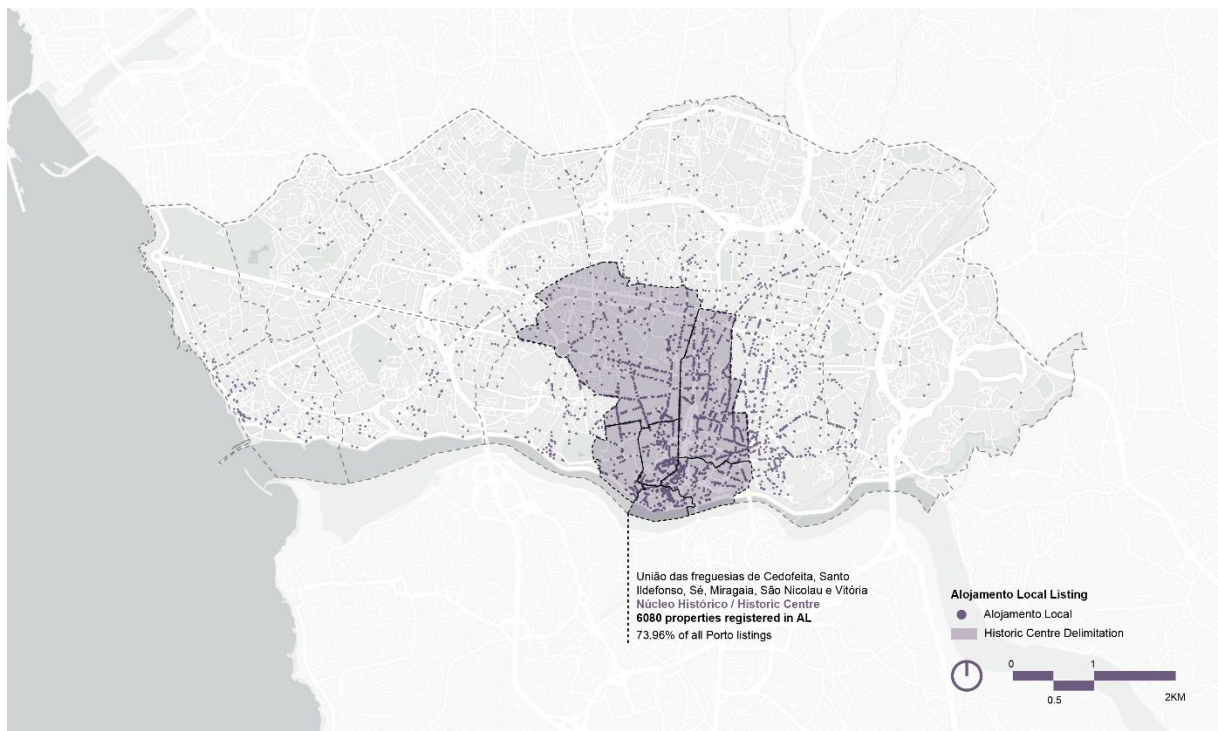 União das freguesias de Cedofeita, Santo
Ildefonso, Sé, Miragaia, São Nicolau e Vitória
Núcleo Histórico / Historic Centre
6080 properties registered in AL
73.96% of all Porto listings
Alojamento Local Listing
Alojamento Local
Historic Centre Delimitation
0 1
0.5 2KM